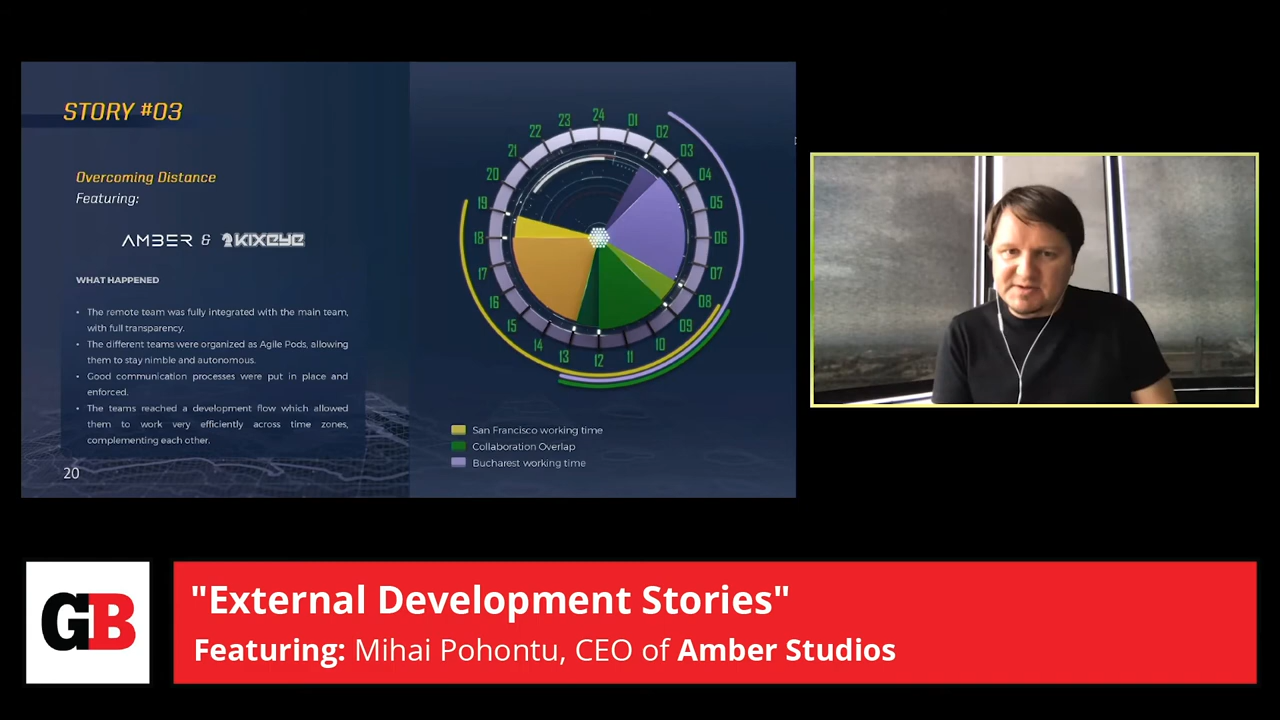 STORY #03
Overcoming Distance
Featuring:
AMBER & KIXEYE
WHAT HAPPENED
• The remote team was fully integrated with the main team,
with full transparency.
• The different teams were organized as Agile Pods, allowing
them to stay nimble and autonomous.
• Good communication processes were put in place and
enforced.
• The teams reached a development flow which allowed
them to work very efficiently across time zones,
complementing each other.
20
24
01
02
03
04
05
06
07
08
09
10
11
12
13
14
15
16
17
18
19
20
21
22
23
San Francisco working time
Collaboration Overlap
Bucharest working time
GB
"External Development Stories"
Featuring: Mihai Pohontu, CEO of Amber Studios